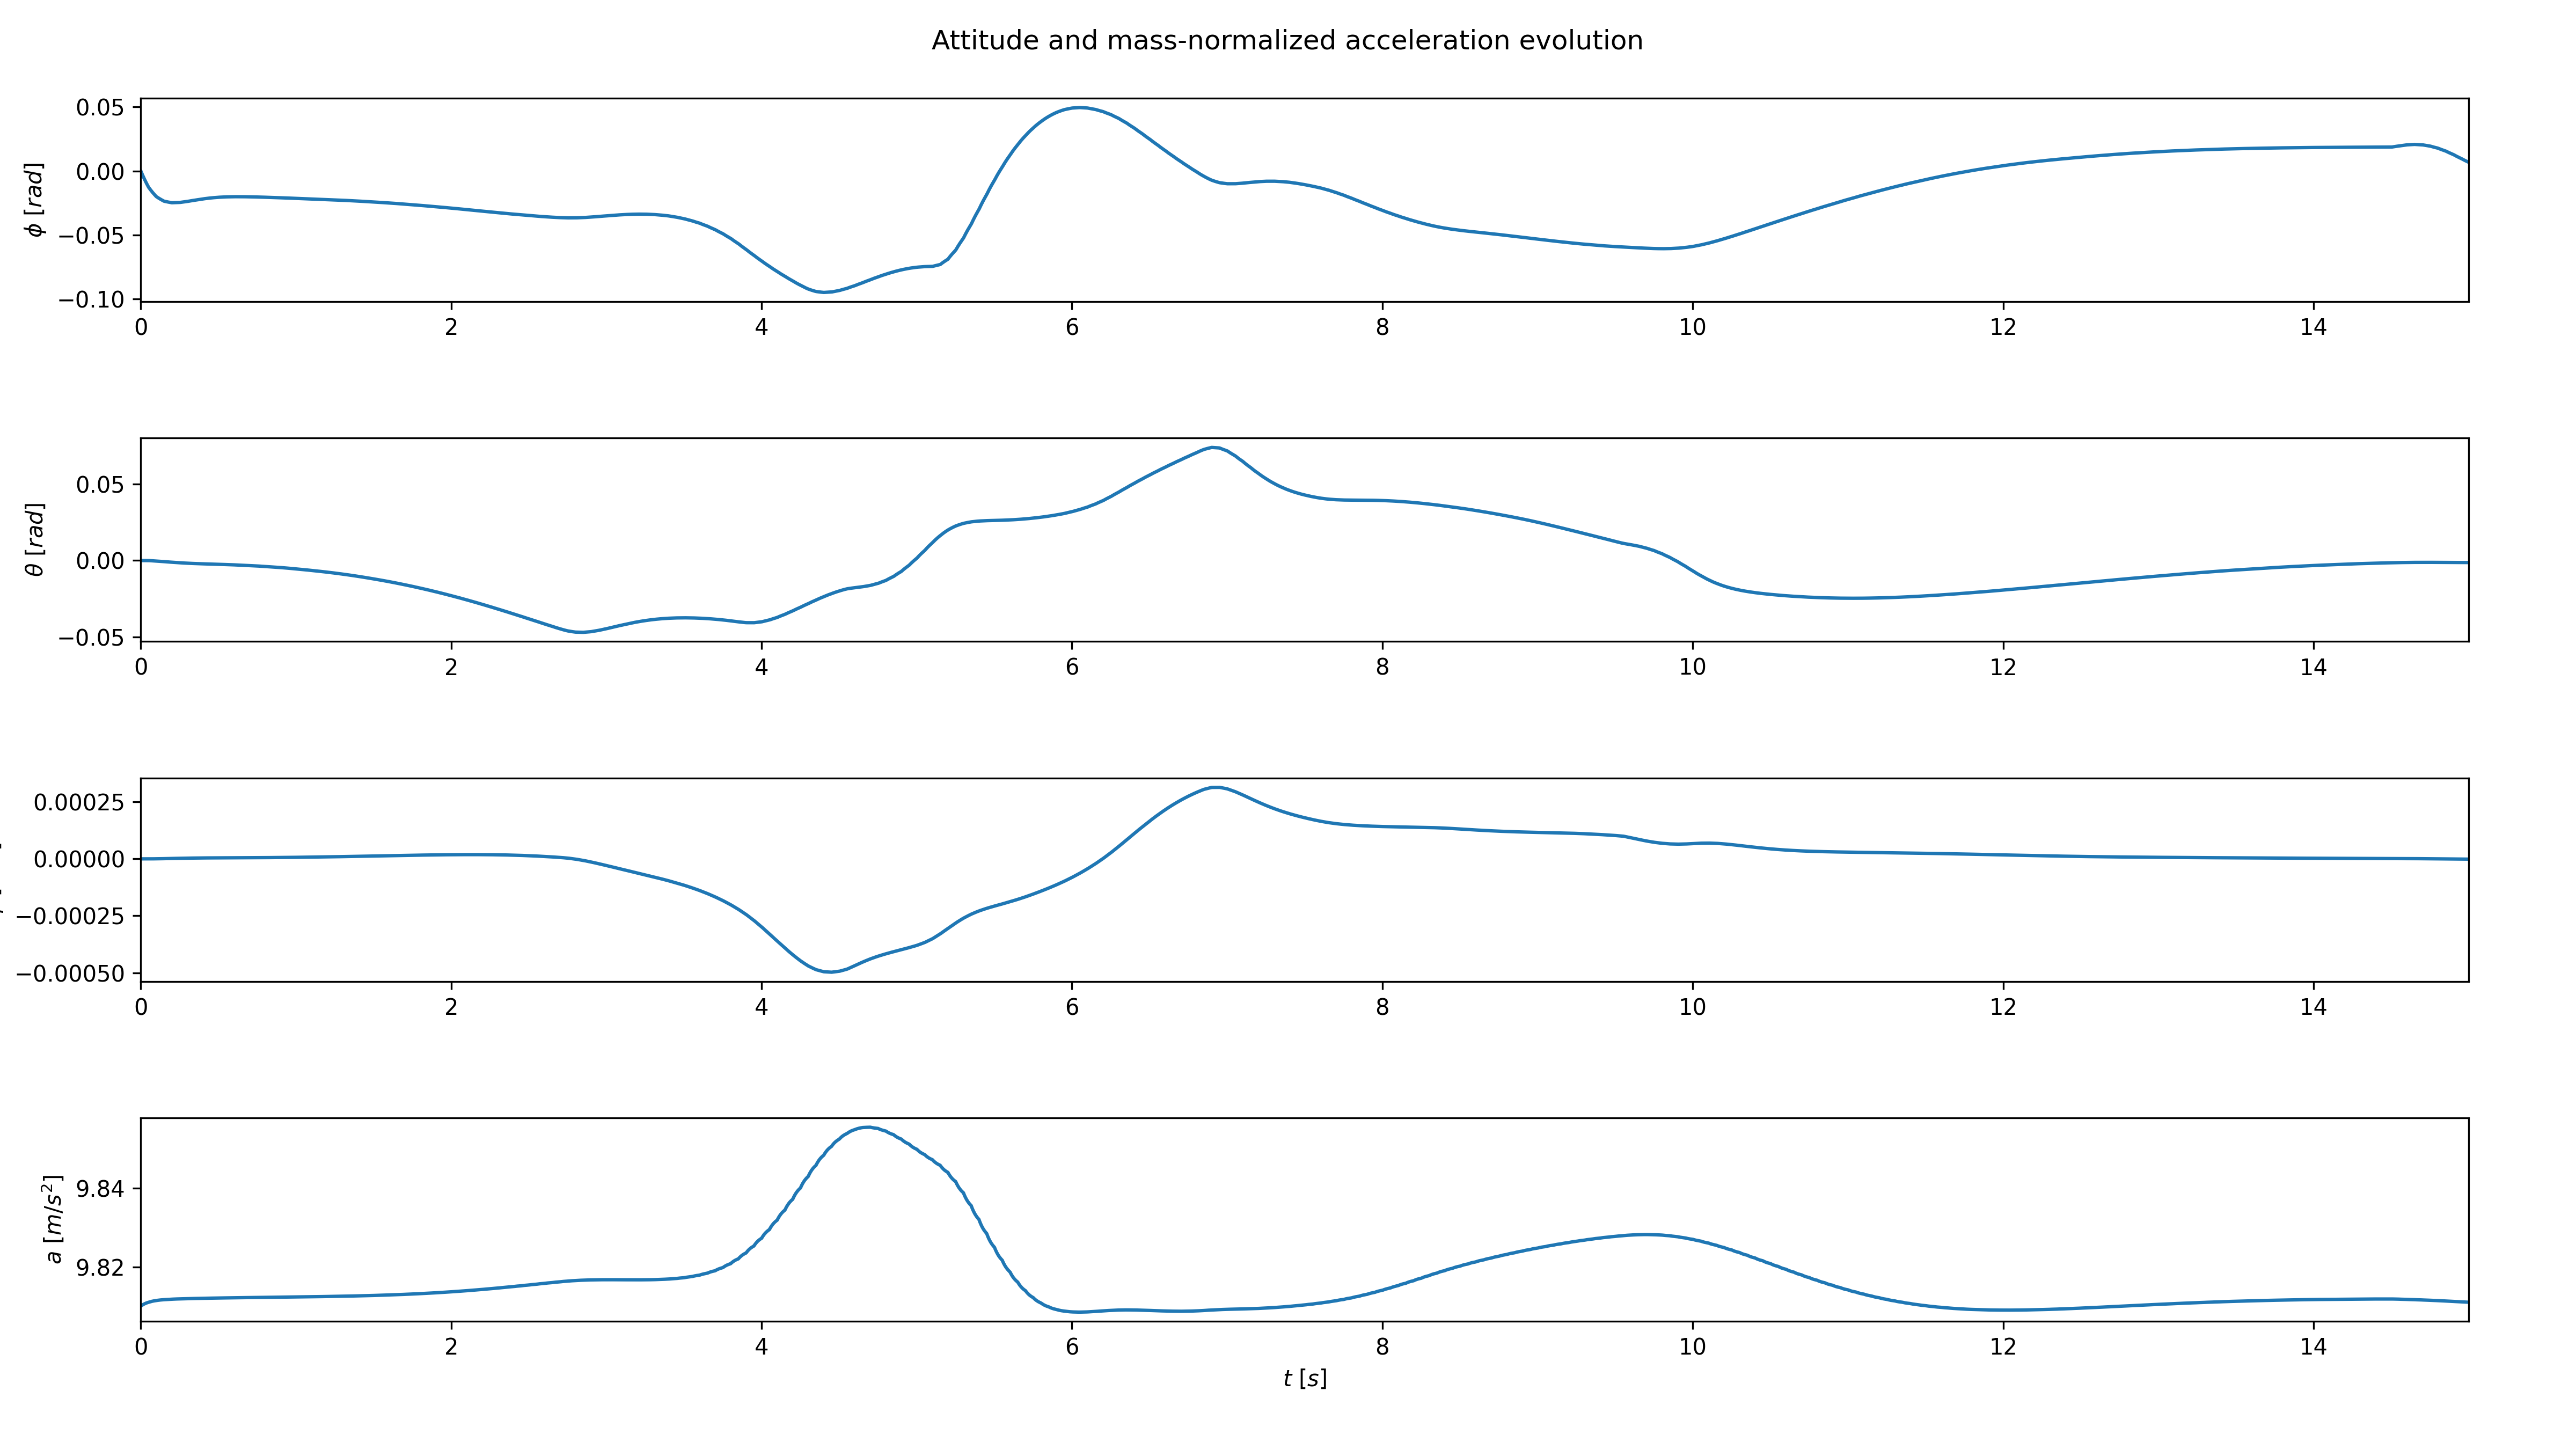 Attitude and mass-normalized acceleration evolution
0.05
0.00
−0.05
−0.10
ϕ [rad]
0 2 4 6 8 10 12 14
0.05
0.00
−0.05
θ [rad]
0 2 4 6 8 10 12 14
0.00025
0.00000
−0.00025
−0.00050
0 2 4 6 8 10 12 14
9.84
9.82
a [m/s²]
0 2 4 6 8 10 12 14
t [s]